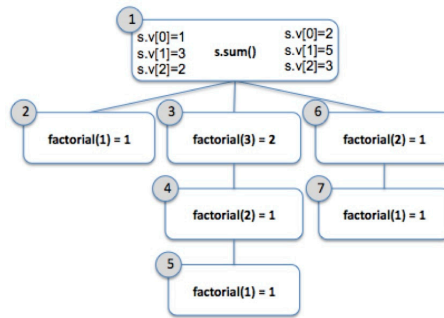 1
s.v[0]=1
s.v[1]=3
s.v[2]=2
s.sum()
s.v[0]=2
s.v[1]=5
s.v[2]=3
2
factorial(1) = 1
3
factorial(3) = 2
6
factorial(2) = 1
4
factorial(2) = 1
7
factorial(1) = 1
5
factorial(1) = 1